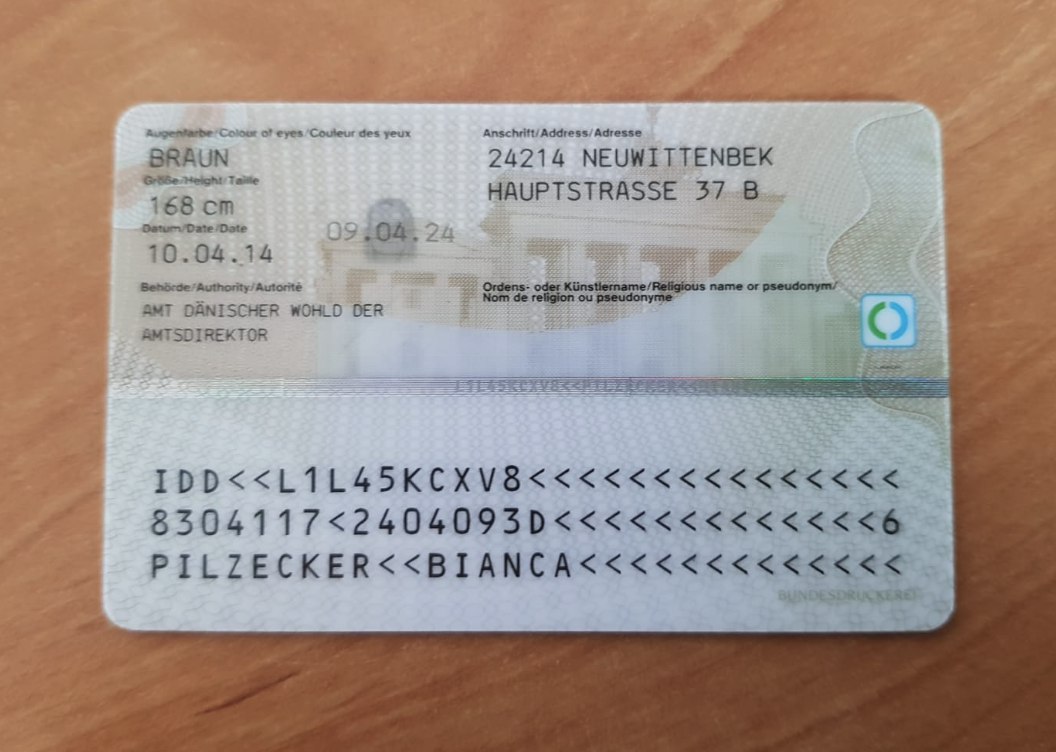 Augenfarbe/Colour of eyes/Couleur des yeux
BRAUN
Größe/Height/Taille
168 cm
Datum/Date/Date
10.04.14
09.04.24
Behörde/Authority/Autorité
AMT DÄNISCHER WOHLD DER
AMTSDIREKTOR
Anschrift/Address/Adresse
24214 NEUWITTENBEK
HAUPTSTRASSE 37 B
Ordens- oder Künstlername/Religious name or pseudonym/
Nom de religion ou pseudonyme
L1L45KCXV8<<PILZECKER<<
IDD<<L1L45KCXV8<<<<<<<<<<<<<<<
8304117<2404093D<<<<<<<<<<<<<6
PILZECKER<<BIANCA<<<<<<<<<<<<<
BUNDESDRUCKEREI